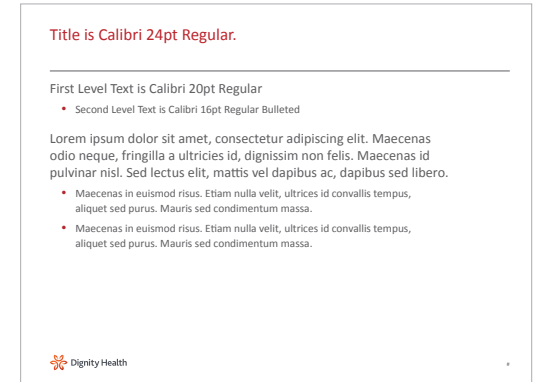 Title is Calibri 24pt Regular.
First Level Text is Calibri 20pt Regular
• Second Level Text is Calibri 16pt Regular Bulleted
Lorem ipsum dolor sit amet, consectetur adipiscing elit. Maecenas
odio neque, fringilla a ultricies id, dignissim non felis. Maecenas id
pulvinar nisl. Sed lectus elit, mattis vel dapibus ac, dapibus sed libero.
• Maecenas in euismod risus. Etiam nulla velit, ultrices id convallis tempus,
aliquet sed purus. Mauris sed condimentum massa.
• Maecenas in euismod risus. Etiam nulla velit, ultrices id convallis tempus,
aliquet sed purus. Mauris sed condimentum massa.
Dignity Health